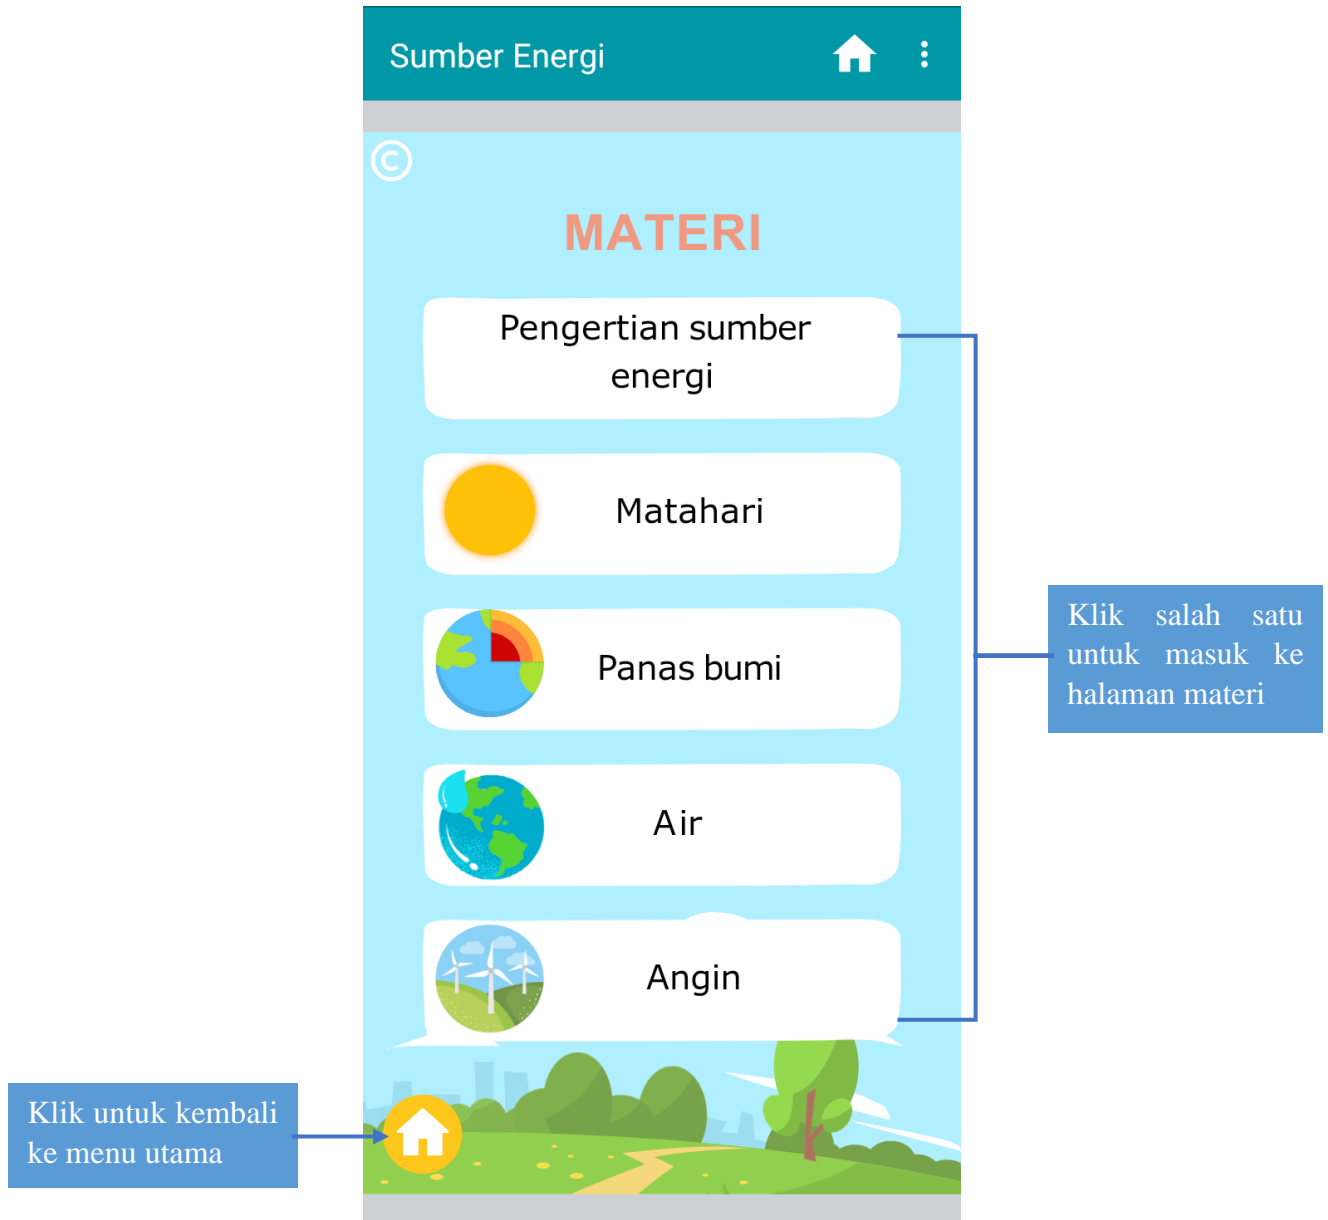 Sumber Energi
©
MATERI
Pengertian sumber
energi
Matahari
Panas bumi
Air
Angin
Klik salah satu
untuk masuk ke
halaman materi
Klik untuk kembali
ke menu utama